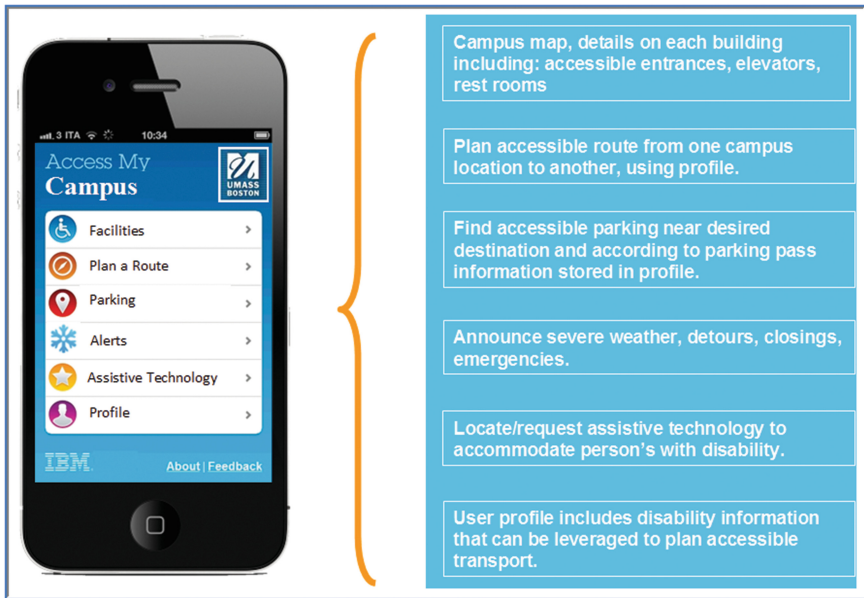 3 ITA 10:34
Access My
Campus
UMASS
BOSTON
Facilities
Plan a Route
Parking
Alerts
Assistive Technology
Profile
IBM.
About | Feedback
Campus map, details on each building
including: accessible entrances, elevators,
rest rooms
Plan accessible route from one campus
location to another, using profile.
Find accessible parking near desired
destination and according to parking pass
information stored in profile.
Announce severe weather, detours, closings,
emergencies.
Locate/request assistive technology to
accommodate person's with disability.
User profile includes disability information
that can be leveraged to plan accessible
transport.